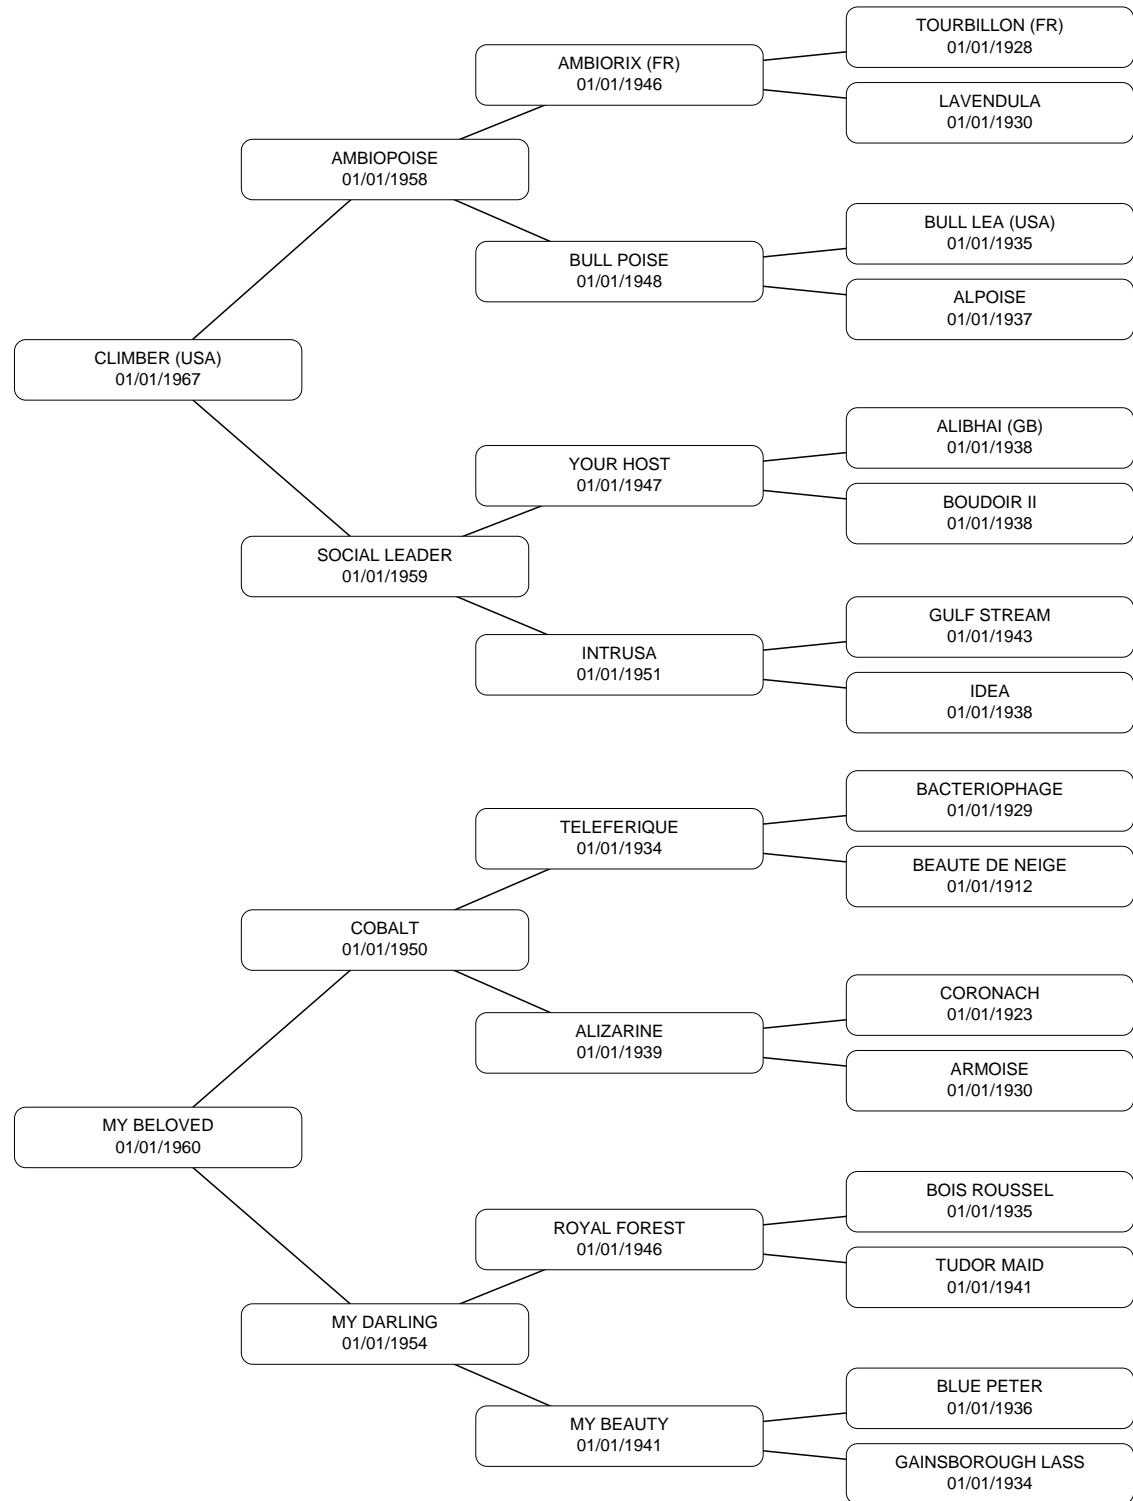 TOURBILLON (FR)
01/01/1928
AMBIORIX (FR)
01/01/1946
LAVENDULA
01/01/1930
AMBIOPOISE
01/01/1958
BULL LEA (USA)
01/01/1935
BULL POISE
01/01/1948
ALPOISE
01/01/1937
CLIMBER (USA)
01/01/1967
ALIBHAI (GB)
01/01/1938
YOUR HOST
01/01/1947
BOUDOIR II
01/01/1938
SOCIAL LEADER
01/01/1959
GULF STREAM
01/01/1943
INTRUSA
01/01/1951
IDEA
01/01/1938
BACTERIOPHAGE
01/01/1929
TELEFERIQUE
01/01/1934
BEAUTE DE NEIGE
01/01/1912
COBALT
01/01/1950
CORONACH
01/01/1923
ALIZARINE
01/01/1939
ARMOISE
01/01/1930
MY BELOVED
01/01/1960
BOIS ROUSSEL
01/01/1935
ROYAL FOREST
01/01/1946
TUDOR MAID
01/01/1941
MY DARLING
01/01/1954
BLUE PETER
01/01/1936
MY BEAUTY
01/01/1941
GAINSBOROUGH LASS
01/01/1934